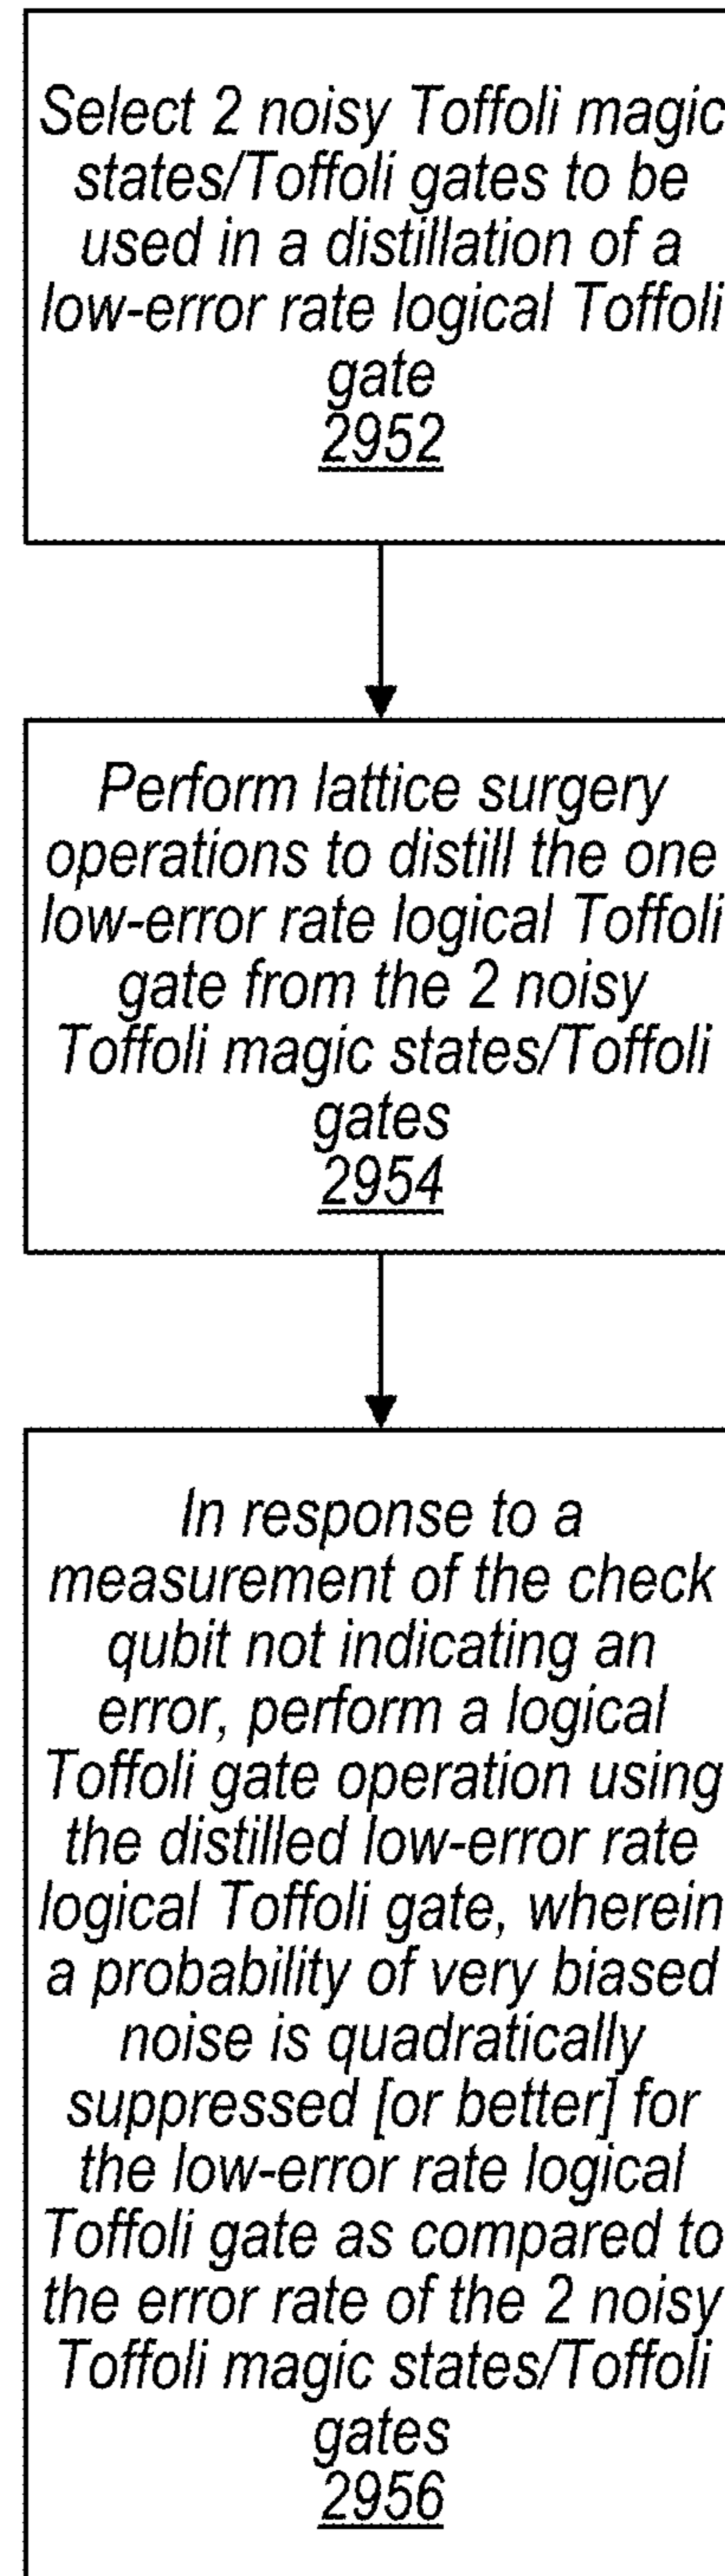 Select 2 noisy Toffoli magic
states/Toffoli gates to be
used in a distillation of a
low-error rate logical Toffoli
gate
2952
Perform lattice surgery
operations to distill the one
low-error rate logical Toffoli
gate from the 2 noisy
Toffoli magic states/Toffoli
gates
2954
In response to a
measurement of the check
qubit not indicating an
error, perform a logical
Toffoli gate operation using
the distilled low-error rate
logical Toffoli gate, wherein
a probability of very biased
noise is quadratically
suppressed [or better] for
the low-error rate logical
Toffoli gate as compared to
the error rate of the 2 noisy
Toffoli magic states/Toffoli
gates
2956